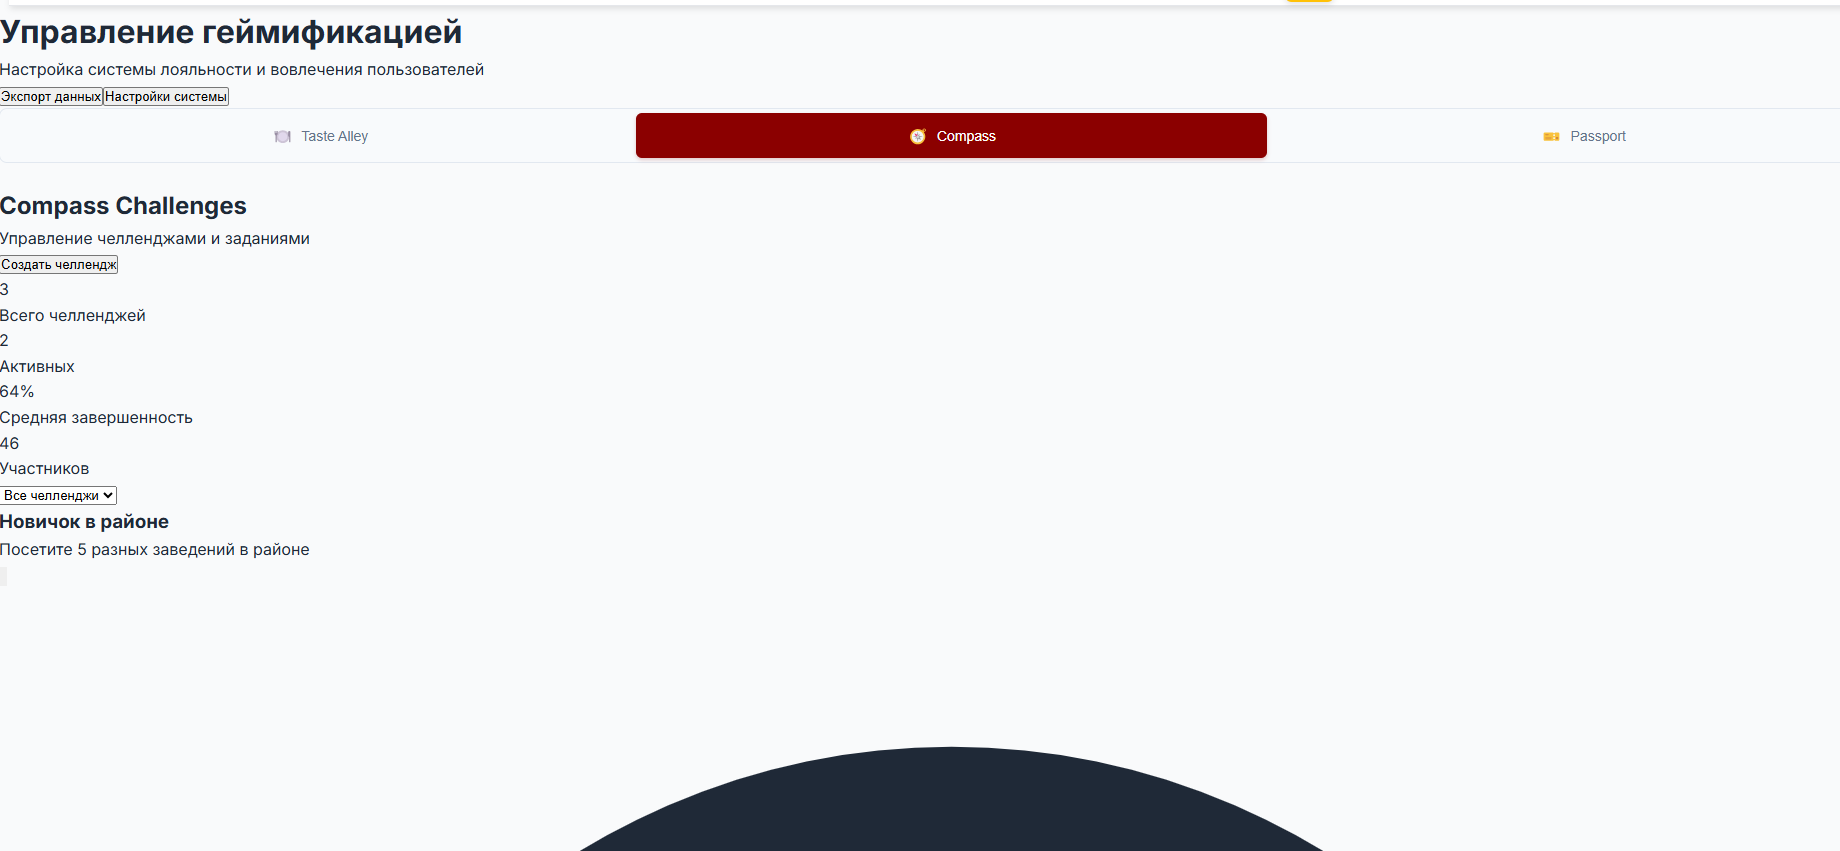 Управление геймификацией
Настройка системы лояльности и вовлечения пользователей
Экспорт данных Настройки системы
Taste Alley Compass Passport
Compass Challenges
Управление челленджами и заданиями
Создать челлендж
3
Всего челленджей
2
Активных
64%
Средняя завершенность
46
Участников
Все челленджи
Новичок в районе
Посетите 5 разных заведений в районе